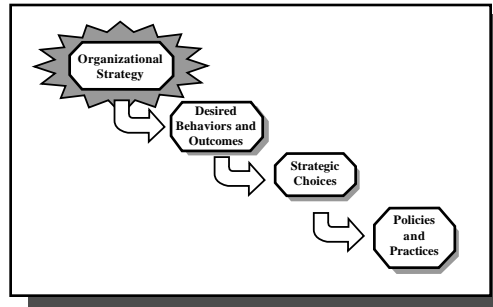 Organizational
Strategy
Desired
Behaviors and
Outcomes
Strategic
Choices
Policies
and
Practices